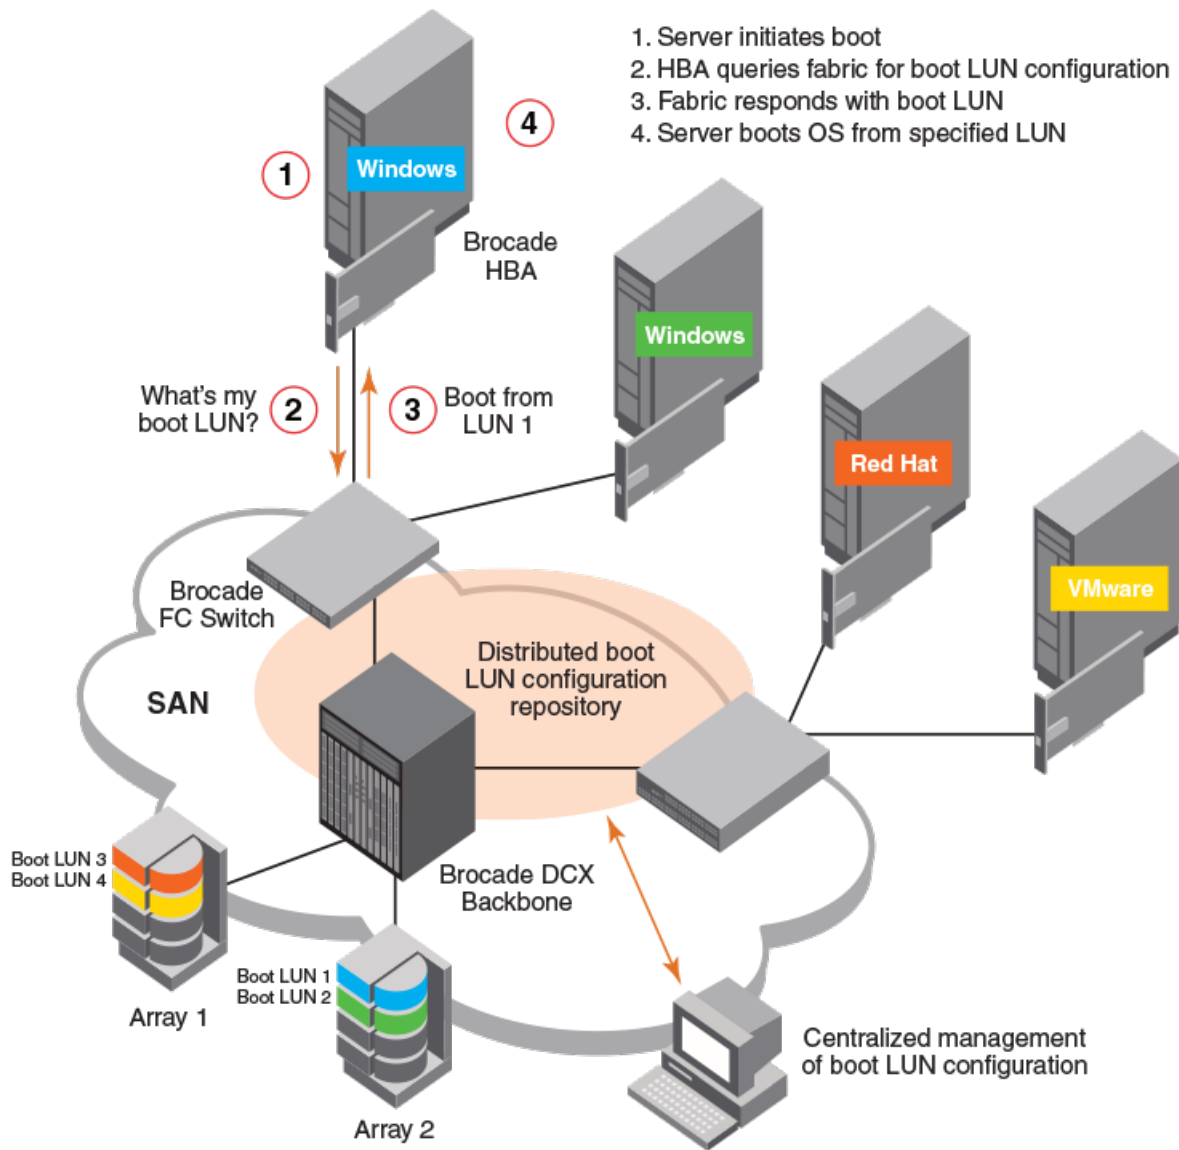 1. Server initiates boot
2. HBA queries fabric for boot LUN configuration
3. Fabric responds with boot LUN
4. Server boots OS from specified LUN
4
1
Windows
Brocade
HBA
Windows
What's my
boot LUN?
2
3
Boot from
LUN 1
Red Hat
VMware
Brocade
FC Switch
Distributed boot
LUN configuration
repository
SAN
Boot LUN 3
Boot LUN 4
Brocade DCX
Backbone
Array 1
Boot LUN 1
Boot LUN 2
Array 2
Centralized management
of boot LUN configuration